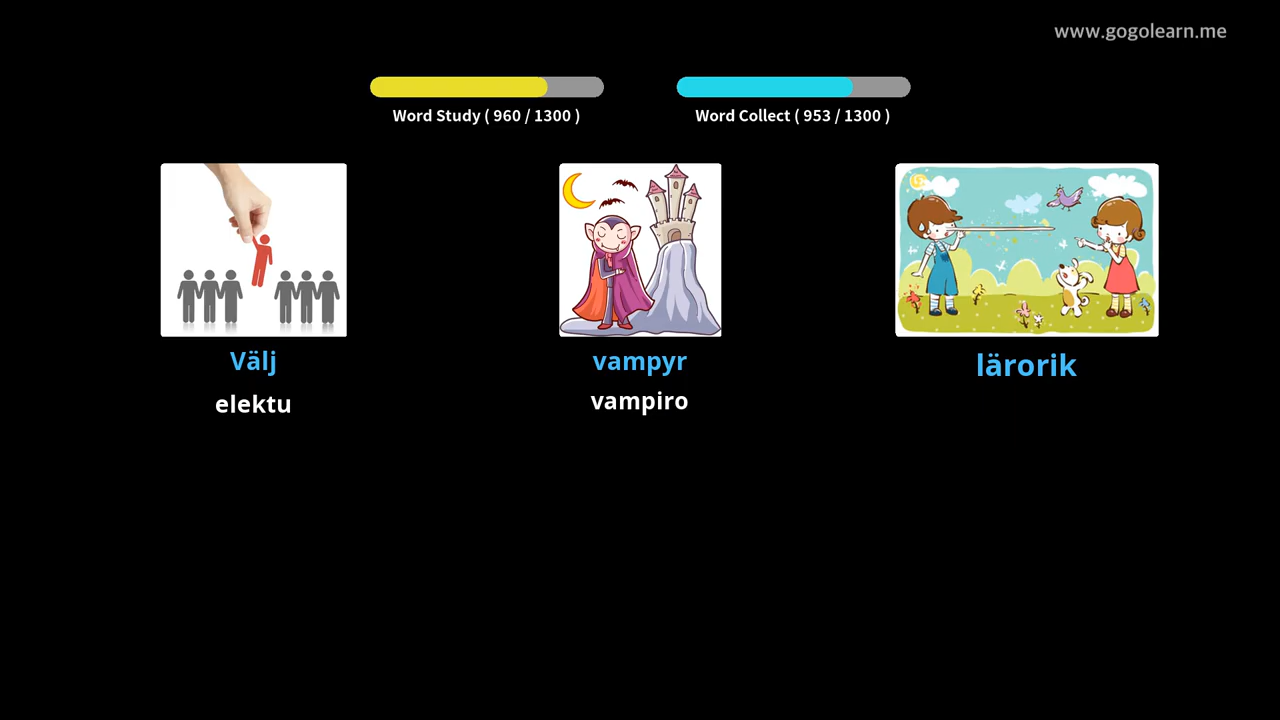 www.gogolearn.me
Word Study ( 960 / 1300 )
Word Collect ( 953 / 1300 )
Välj
vampyr
lärorik
elektu
vampiro